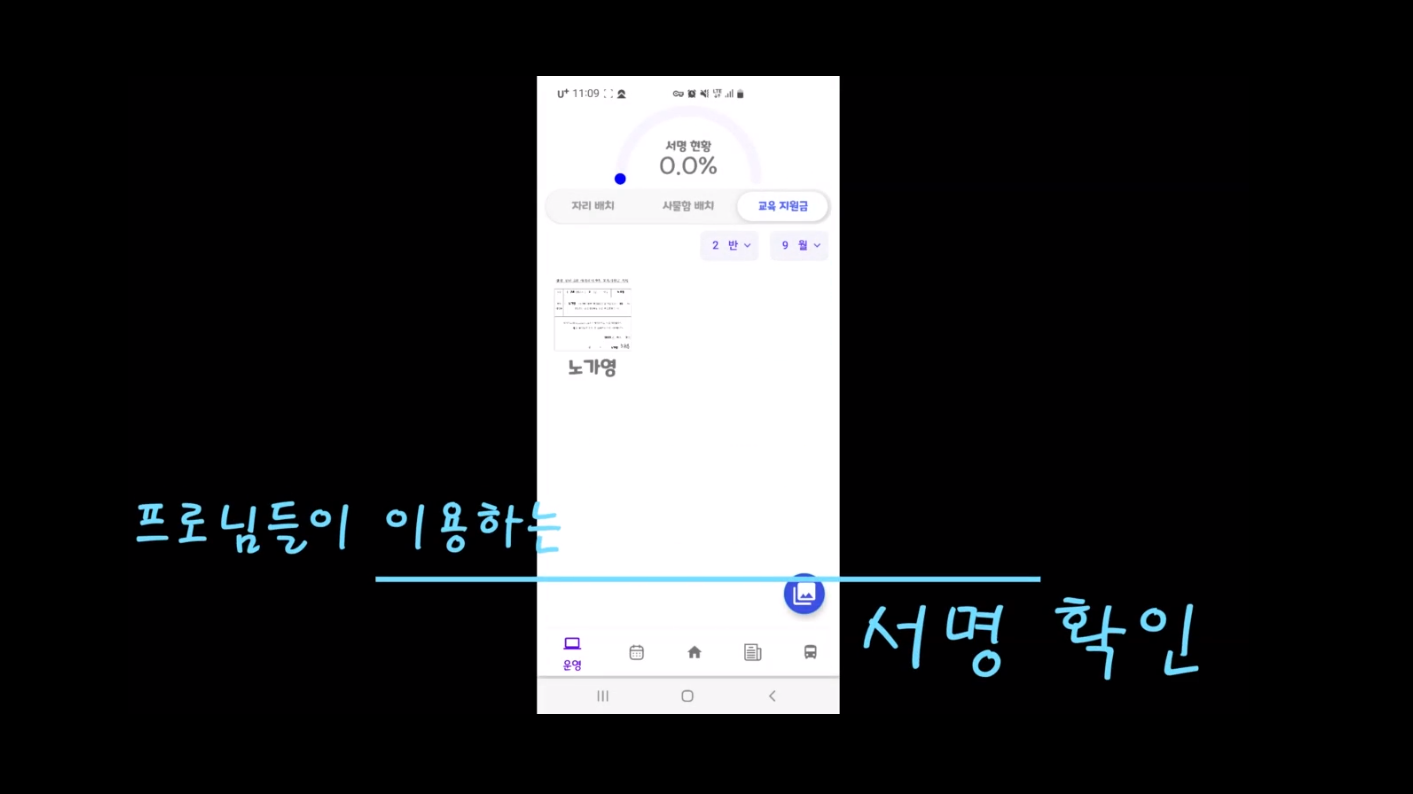 U+ 11:09
LTE
서명 현황
0.0%
자리 배치 사물함 배치 교육 지원금
2 반 9 월
노가영
프로님들이 이용하는
서명 확인
운영